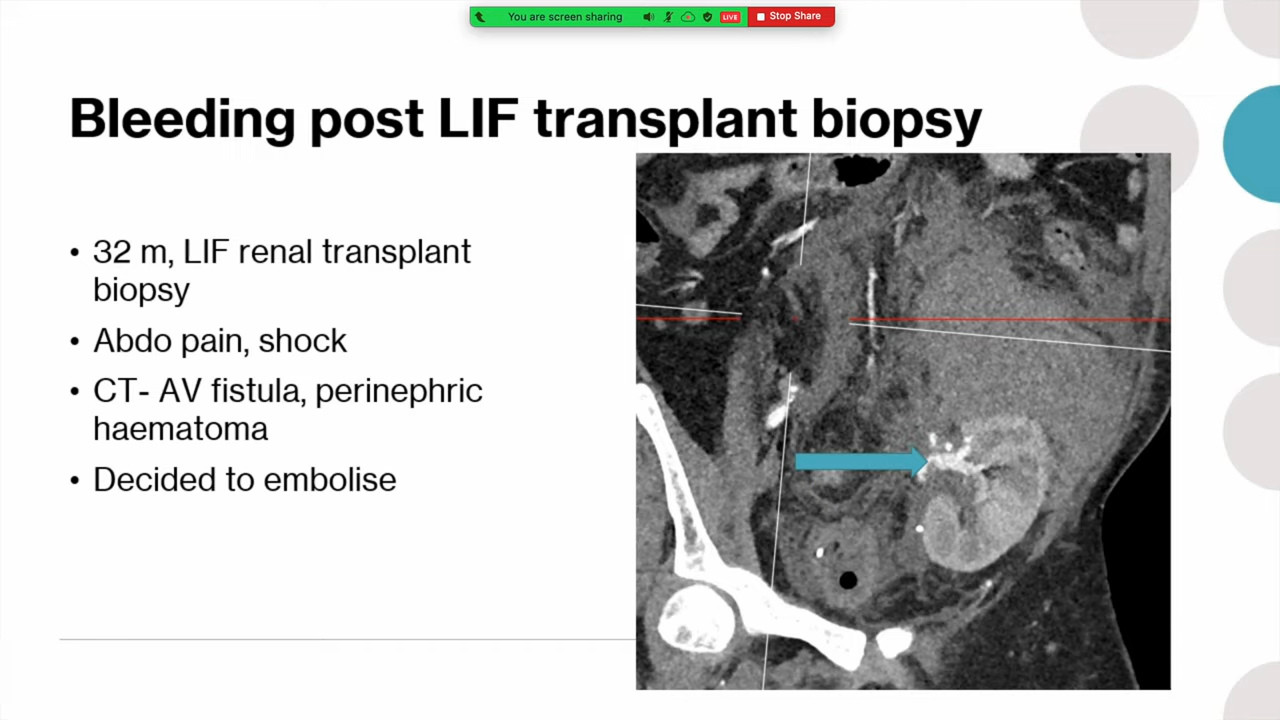 You are screen sharing
LIVE
Stop Share
Bleeding post LIF transplant biopsy
• 32 m, LIF renal transplant
biopsy
• Abdo pain, shock
• CT- AV fistula, perinephric
haematoma
• Decided to embolise